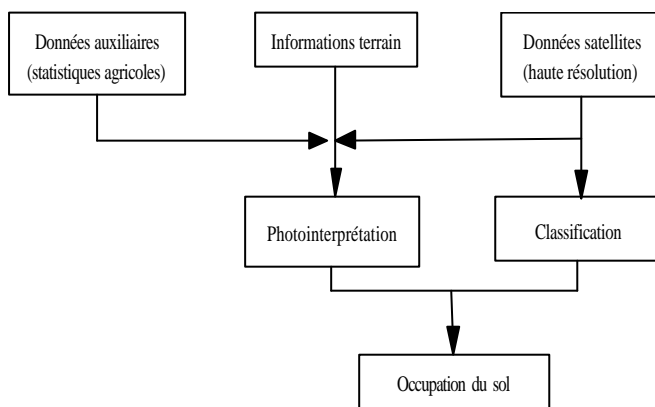 Données auxiliaires
(statistiques agricoles)
Informations terrain
Données satellites
(haute résolution)
Photointerprétation
Classification
Occupation du sol